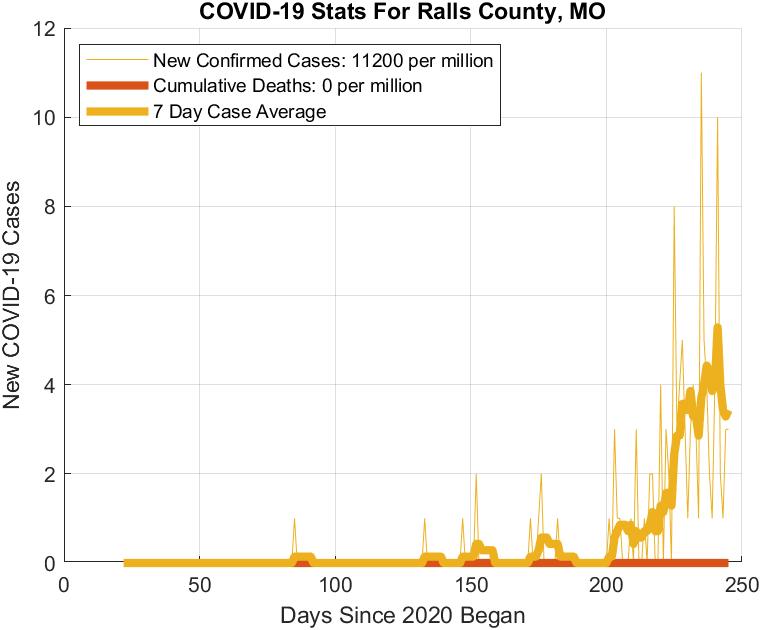 COVID-19 Stats For Ralls County, MO
New Confirmed Cases: 11200 per million
Cumulative Deaths: 0 per million
7 Day Case Average
New COVID-19 Cases
12
10
8
6
4
2
0
0 50 100 150 200 250
Days Since 2020 Began